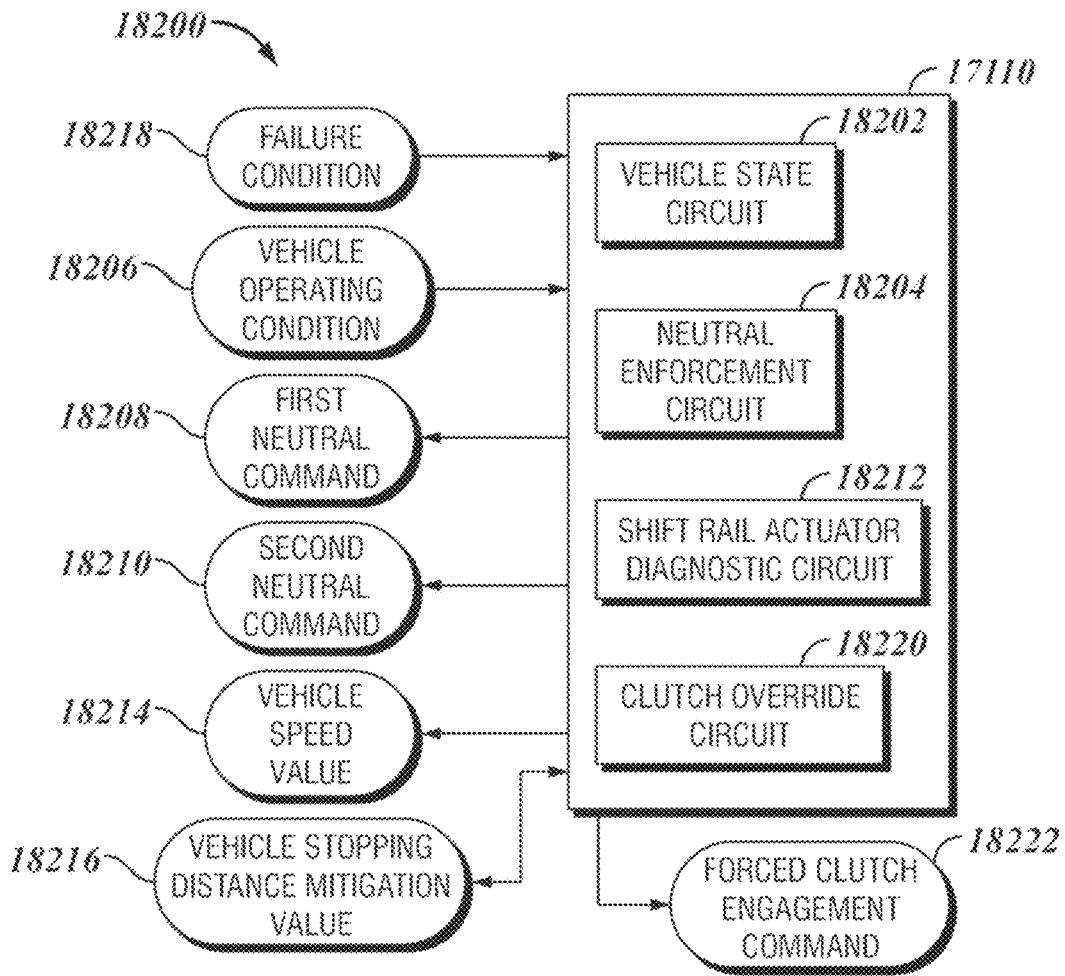 18200
17110
18218
FAILURE
CONDITION
18202
VEHICLE STATE
CIRCUIT
18206
VEHICLE
OPERATING
CONDITION
18204
NEUTRAL
ENFORCEMENT
CIRCUIT
18208
FIRST
NEUTRAL
COMMAND
18212
SHIFT RAIL ACTUATOR
DIAGNOSTIC CIRCUIT
18210
SECOND
NEUTRAL
COMMAND
18220
CLUTCH OVERRIDE
CIRCUIT
18214
VEHICLE
SPEED
VALUE
18216
VEHICLE STOPPING
DISTANCE MITIGATION
VALUE
18222
FORCED CLUTCH
ENGAGEMENT
COMMAND